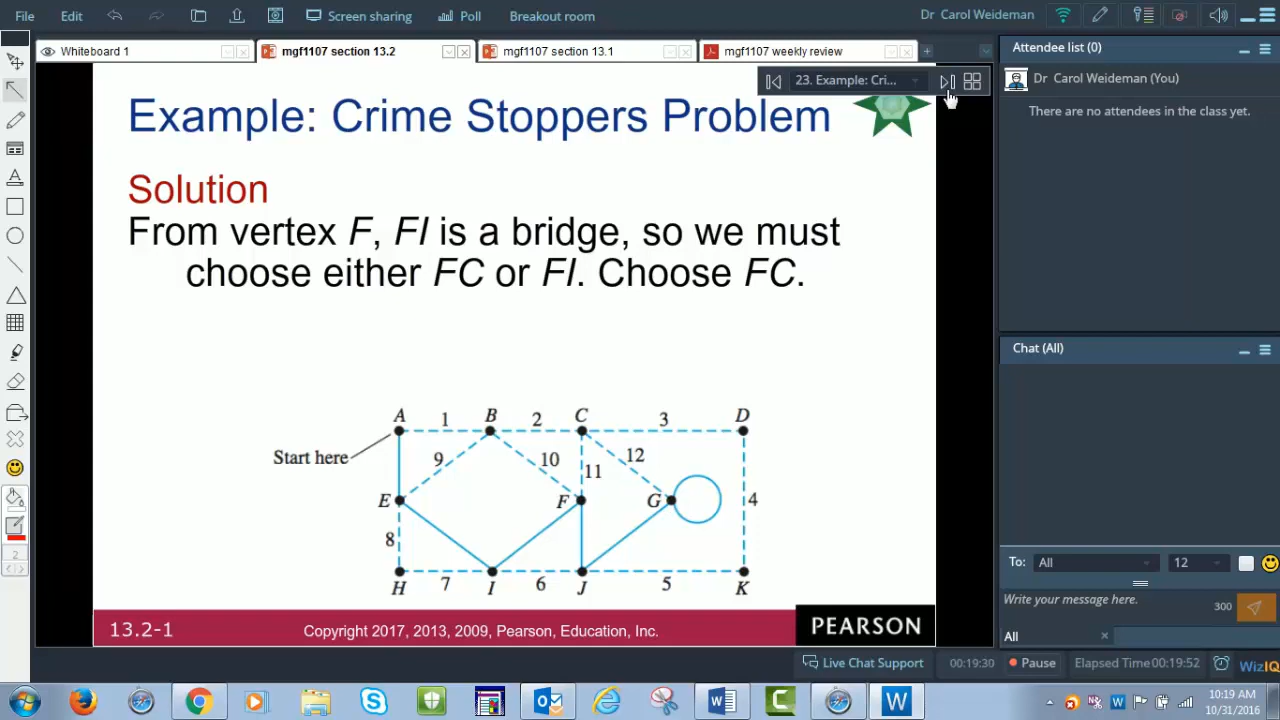 File Edit Screen sharing Poll Breakout room Dr Carol Weideman
Whiteboard 1 mgf1107 section 13.2 mgf1107 section 13.1 mgf1107 weekly review
Attendee list (0)
23. Example: Cri...
Dr Carol Weideman (You)
There are no attendees in the class yet.
Example: Crime Stoppers Problem
Solution
From vertex F, FI is a bridge, so we must
choose either FC or FI. Choose FC.
Chat (All)
A 1 B 2 C 3 D
Start here
9 10 11 12
E F G 4
8
H 7 I 6 J 5 K
To: All 12
Write your message here. 300
All
13.2-1 Copyright 2017, 2013, 2009, Pearson, Education, Inc. PEARSON
Live Chat Support 00:19:30 Pause Elapsed Time 00:19:52 WizIQ
2
10:19 AM
10/31/2016